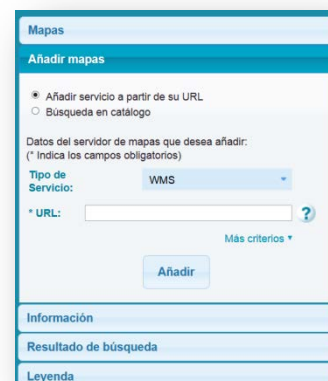 Mapas
Añadir mapas
Añadir servicio a partir de su URL
Búsqueda en catálogo
Datos del servidor de mapas que desea añadir:
(* Indica los campos obligatorios)
Tipo de
Servicio:
WMS
* URL:
?
Más criterios
Añadir
Información
Resultado de búsqueda
Leyenda